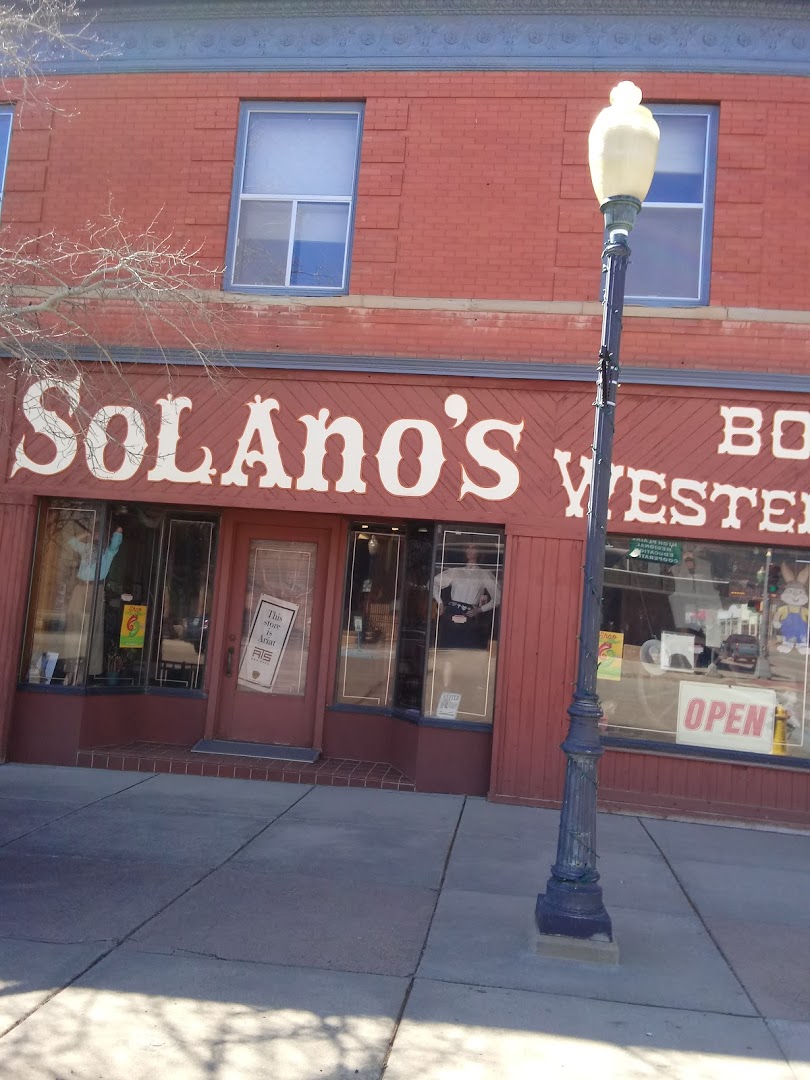 SOLANO'S
BO
WESTER
This
store
is
Ariat
OPEN